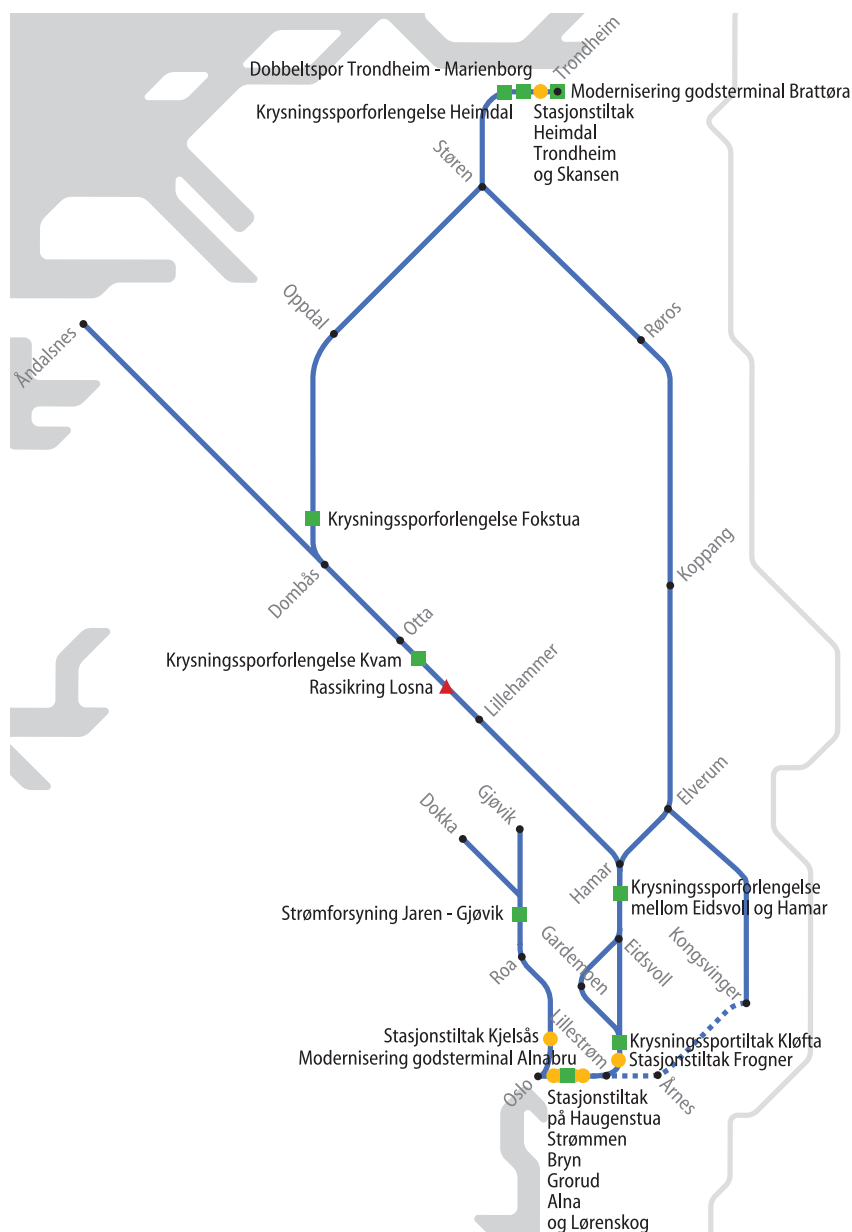 Trondheim
Dobbeltspor Trondheim - Marienborg
Modernisering godsterminal Brattøra
Krysningssporforlengelse Heimdal
Stasjonstiltak
Heimdal
Trondheim
og Skansen
Støren
Oppdal
Røros
Åndalsnes
Krysningssporforlengelse Fokstua
Dombås
Koppang
Otta
Krysningssporforlengelse Kvam
Rassikring Losna
Lillehammer
Elverum
Gjøvik
Dokka
Hamar
Krysningssporforlengelse
mellom Eidsvoll og Hamar
Strømforsyning Jaren - Gjøvik
Roa
Gardemoen
Eidsvoll
Kongsvinger
Lillestrøm
Stasjonstiltak Kjelsås
Krysningssportiltak Kløfta
Modernisering godsterminal Alnabru
Stasjonstiltak Frogner
Oslo
Årnes
Stasjonstiltak
på Haugenstua
Strømmen
Bryn
Grorud
Alna
og Lørenskog